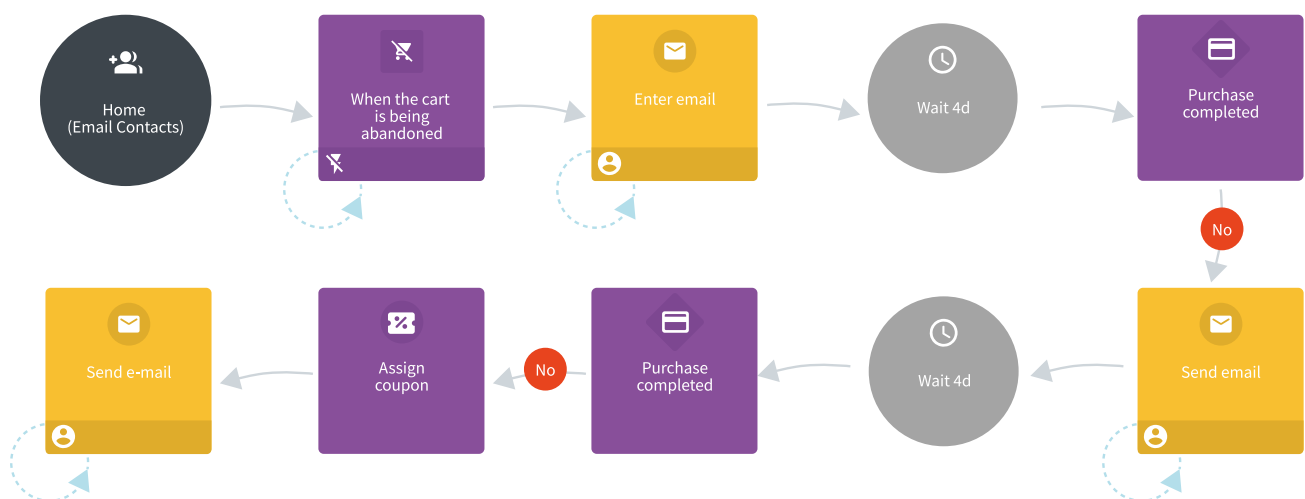 Home
(Email Contacts)
When the cart
is being
abandoned
Enter email
Wait 4d
Purchase
completed
No
Send email
Wait 4d
Purchase
completed
No
Assign
coupon
Send e-mail